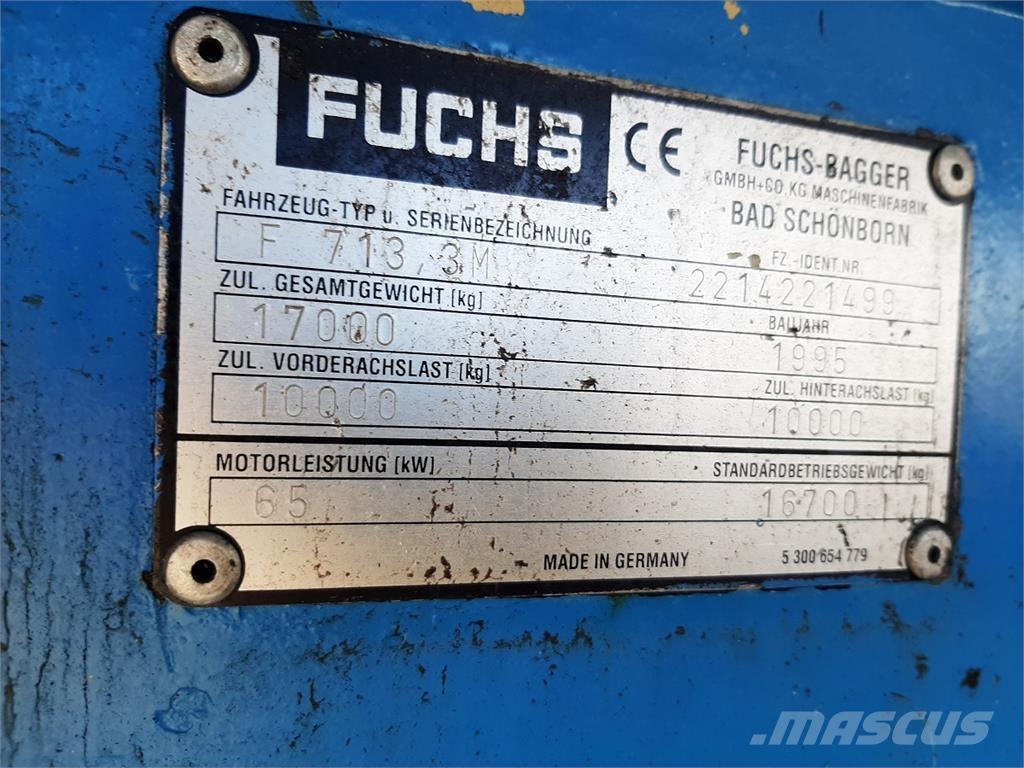 FUCHS CE FUCHS-BAGGER
GMBH+CO.KG MASCHINENFABRIK
BAD SCHÖNBORN
FAHRZEUG-TYP u. SERIENBEZEICHNUNG FZ.-IDENT.NR.
F 713,3M 2214221499
ZUL. GESAMTGEWICHT [kg] BAUJAHR
17000 1995
ZUL. VORDERACHSLAST [kg] ZUL. HINTERACHSLAST [kg]
10000 10000
MOTORLEISTUNG [kW] STANDARDBETRIEBSGEWICHT [kg]
65 16700
MADE IN GERMANY 5 300 654 779
MASCUS